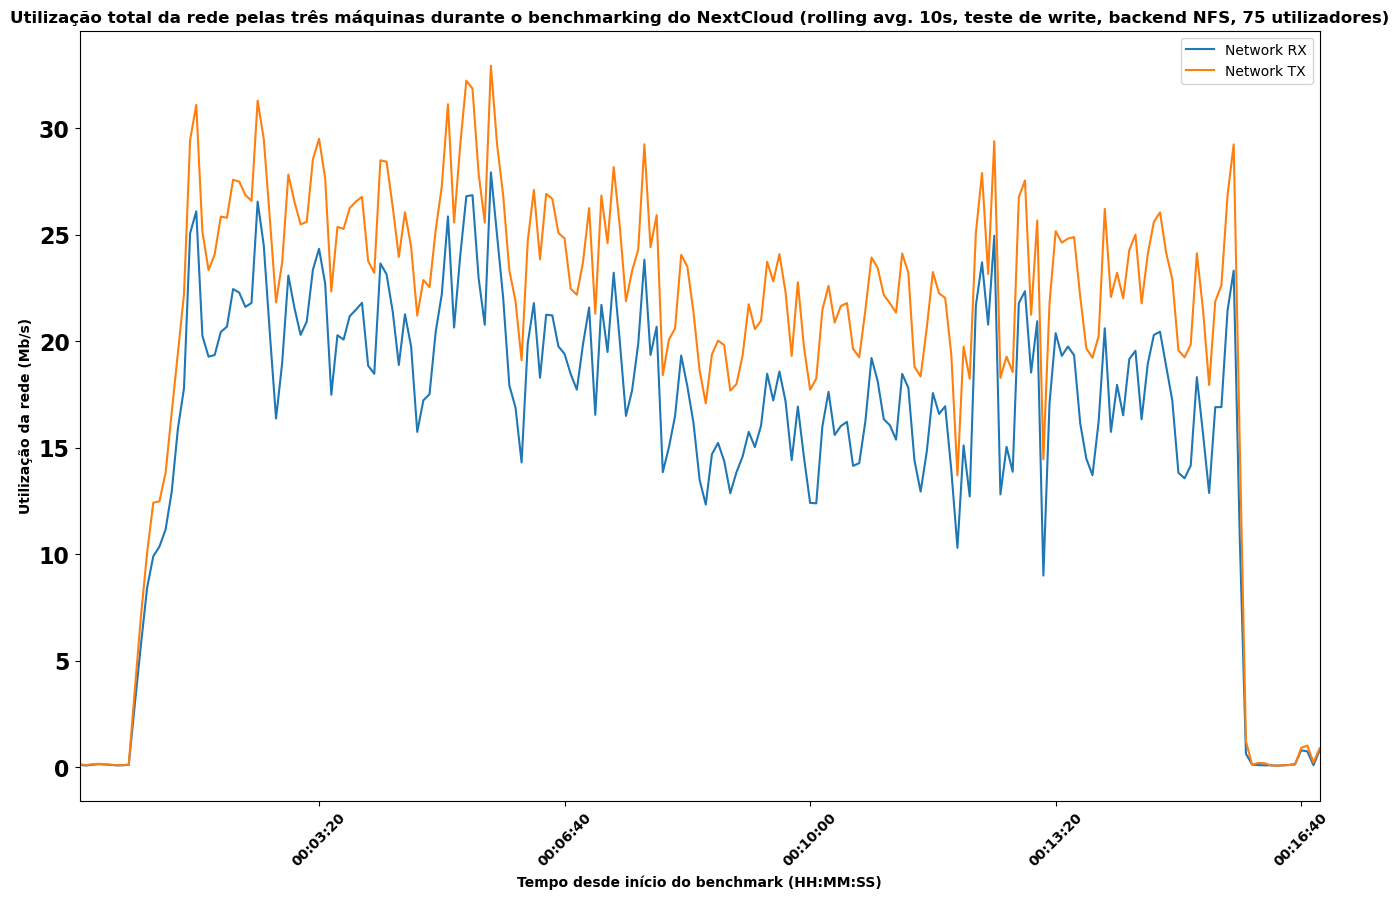 Utilização total da rede pelas três máquinas durante o benchmarking do NextCloud (rolling avg. 10s, teste de write, backend NFS, 75 utilizadores)
Network RX
Network TX
Utilização da rede (Mb/s)
30
25
20
15
10
5
0
00:03:20
00:06:40
00:10:00
00:13:20
00:16:40
Tempo desde início do benchmark (HH:MM:SS)